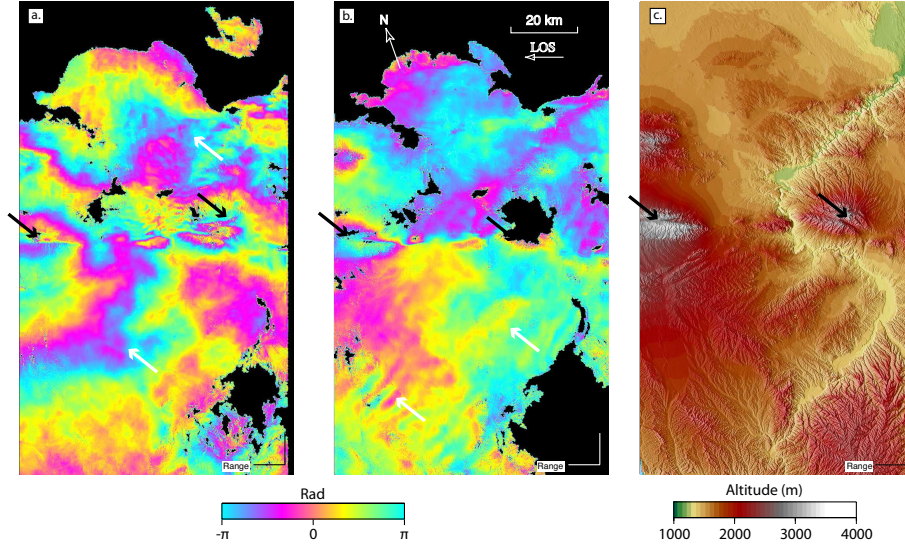 a.
b.
c.
N
20 km
LOS
Range
Range
Range
Rad
-π 0 π
Altitude (m)
1000 2000 3000 4000